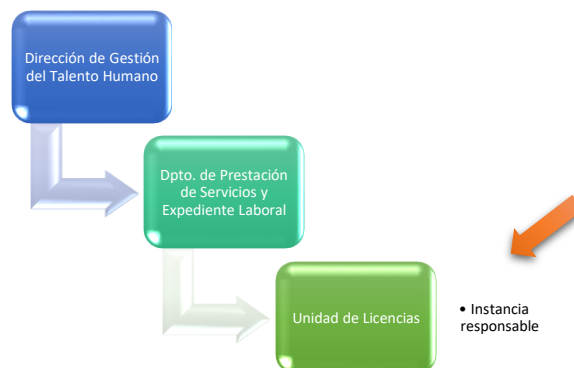 Dirección de Gestión
del Talento Humano
Dpto. de Prestación
de Servicios y
Expediente Laboral
Unidad de Licencias
• Instancia
responsable